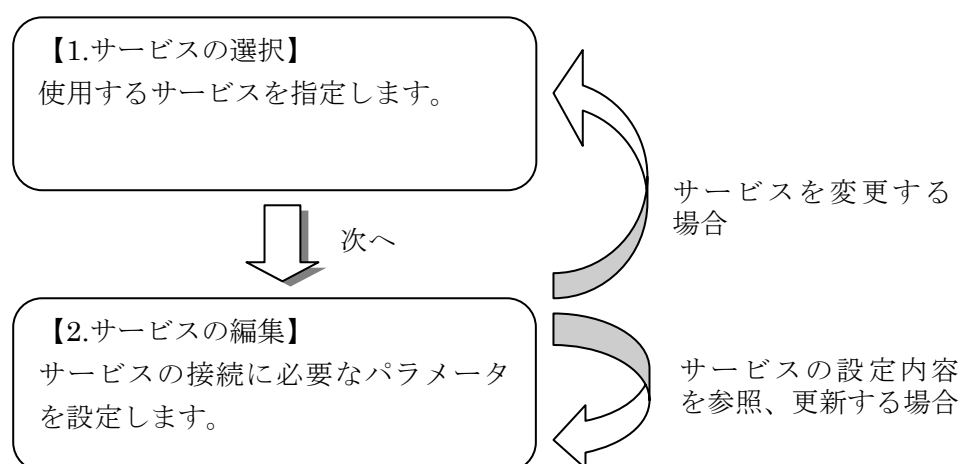 【1.サービスの選択】
使用するサービスを指定します。
サービスを変更する
場合
次へ
【2.サービスの編集】
サービスの接続に必要なパラメータ
を設定します。
サービスの設定内容
を参照、更新する場合